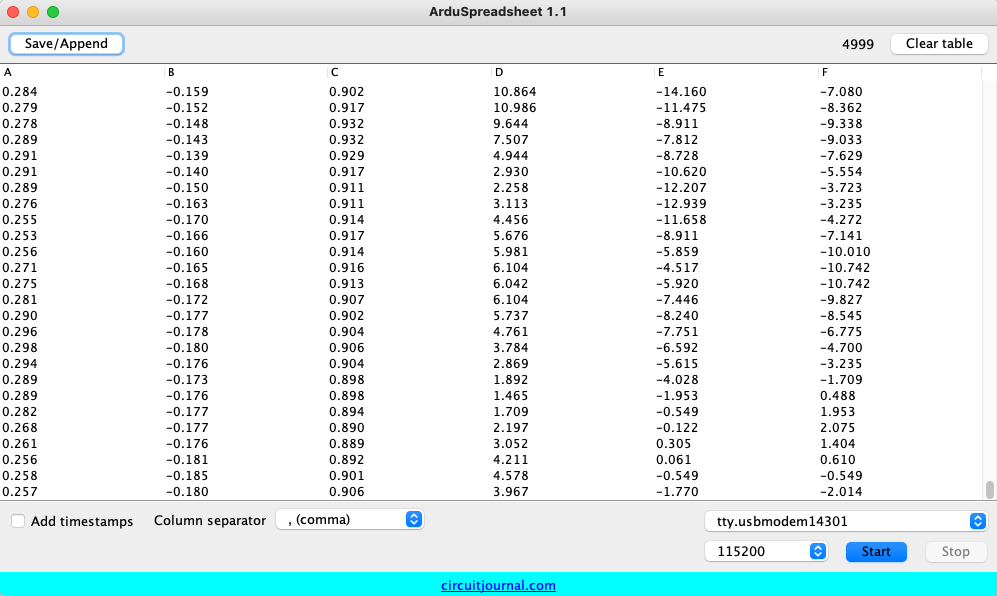 ArduSpreadsheet 1.1
Save/Append 4999 Clear table
A B C D E F
0.284 -0.159 0.902 10.864 -14.160 -7.080
0.279 -0.152 0.917 10.986 -11.475 -8.362
0.278 -0.148 0.932 9.644 -8.911 -9.338
0.289 -0.143 0.932 7.507 -7.812 -9.033
0.291 -0.139 0.929 4.944 -8.728 -7.629
0.291 -0.140 0.917 2.930 -10.620 -5.554
0.289 -0.150 0.911 2.258 -12.207 -3.723
0.276 -0.163 0.911 3.113 -12.939 -3.235
0.255 -0.170 0.914 4.456 -11.658 -4.272
0.253 -0.166 0.917 5.676 -8.911 -7.141
0.256 -0.160 0.914 5.981 -5.859 -10.010
0.271 -0.165 0.916 6.104 -4.517 -10.742
0.275 -0.168 0.913 6.042 -5.920 -10.742
0.281 -0.172 0.907 6.104 -7.446 -9.827
0.290 -0.177 0.902 5.737 -8.240 -8.545
0.296 -0.178 0.904 4.761 -7.751 -6.775
0.298 -0.180 0.906 3.784 -6.592 -4.700
0.294 -0.176 0.904 2.869 -5.615 -3.235
0.289 -0.173 0.898 1.892 -4.028 -1.709
0.289 -0.176 0.898 1.465 -1.953 0.488
0.282 -0.177 0.894 1.709 -0.549 1.953
0.268 -0.177 0.890 2.197 -0.122 2.075
0.261 -0.176 0.889 3.052 0.305 1.404
0.256 -0.181 0.892 4.211 0.061 0.610
0.258 -0.185 0.901 4.578 -0.549 -0.549
0.257 -0.180 0.906 3.967 -1.770 -2.014
Add timestamps Column separator , (comma) tty.usbmodem14301
115200 Start Stop
circuitjournal.com